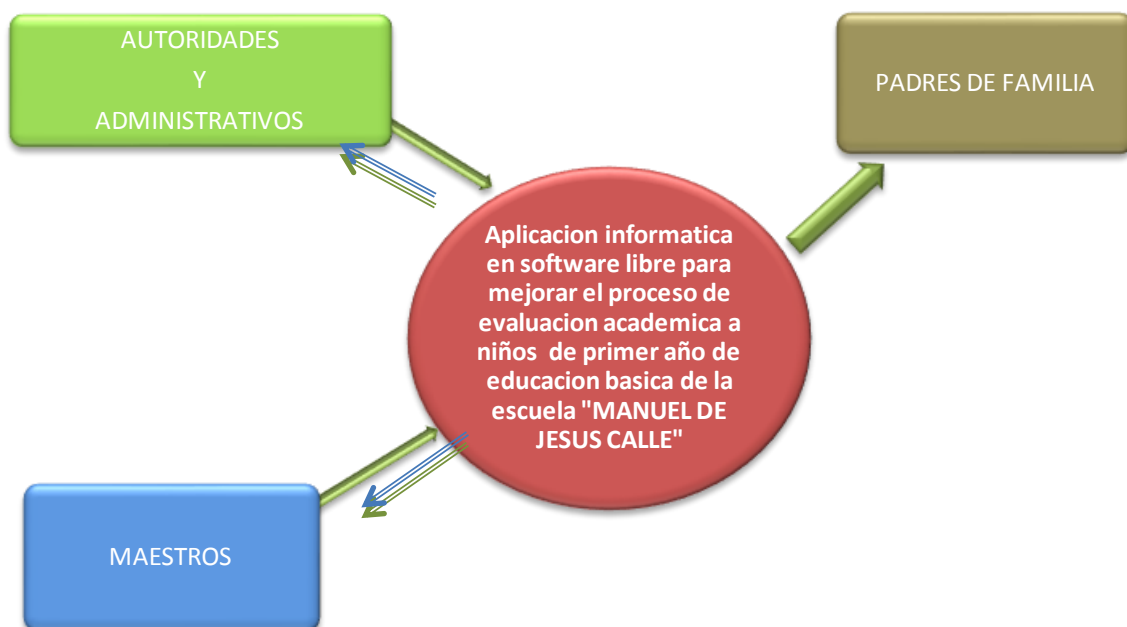 AUTORIDADES
Y
ADMINISTRATIVOS
PADRES DE FAMILIA
Aplicacion informatica
en software libre para
mejorar el proceso de
evaluacion academica a
niños de primer año de
educacion basica de la
escuela "MANUEL DE
JESUS CALLE"
MAESTROS